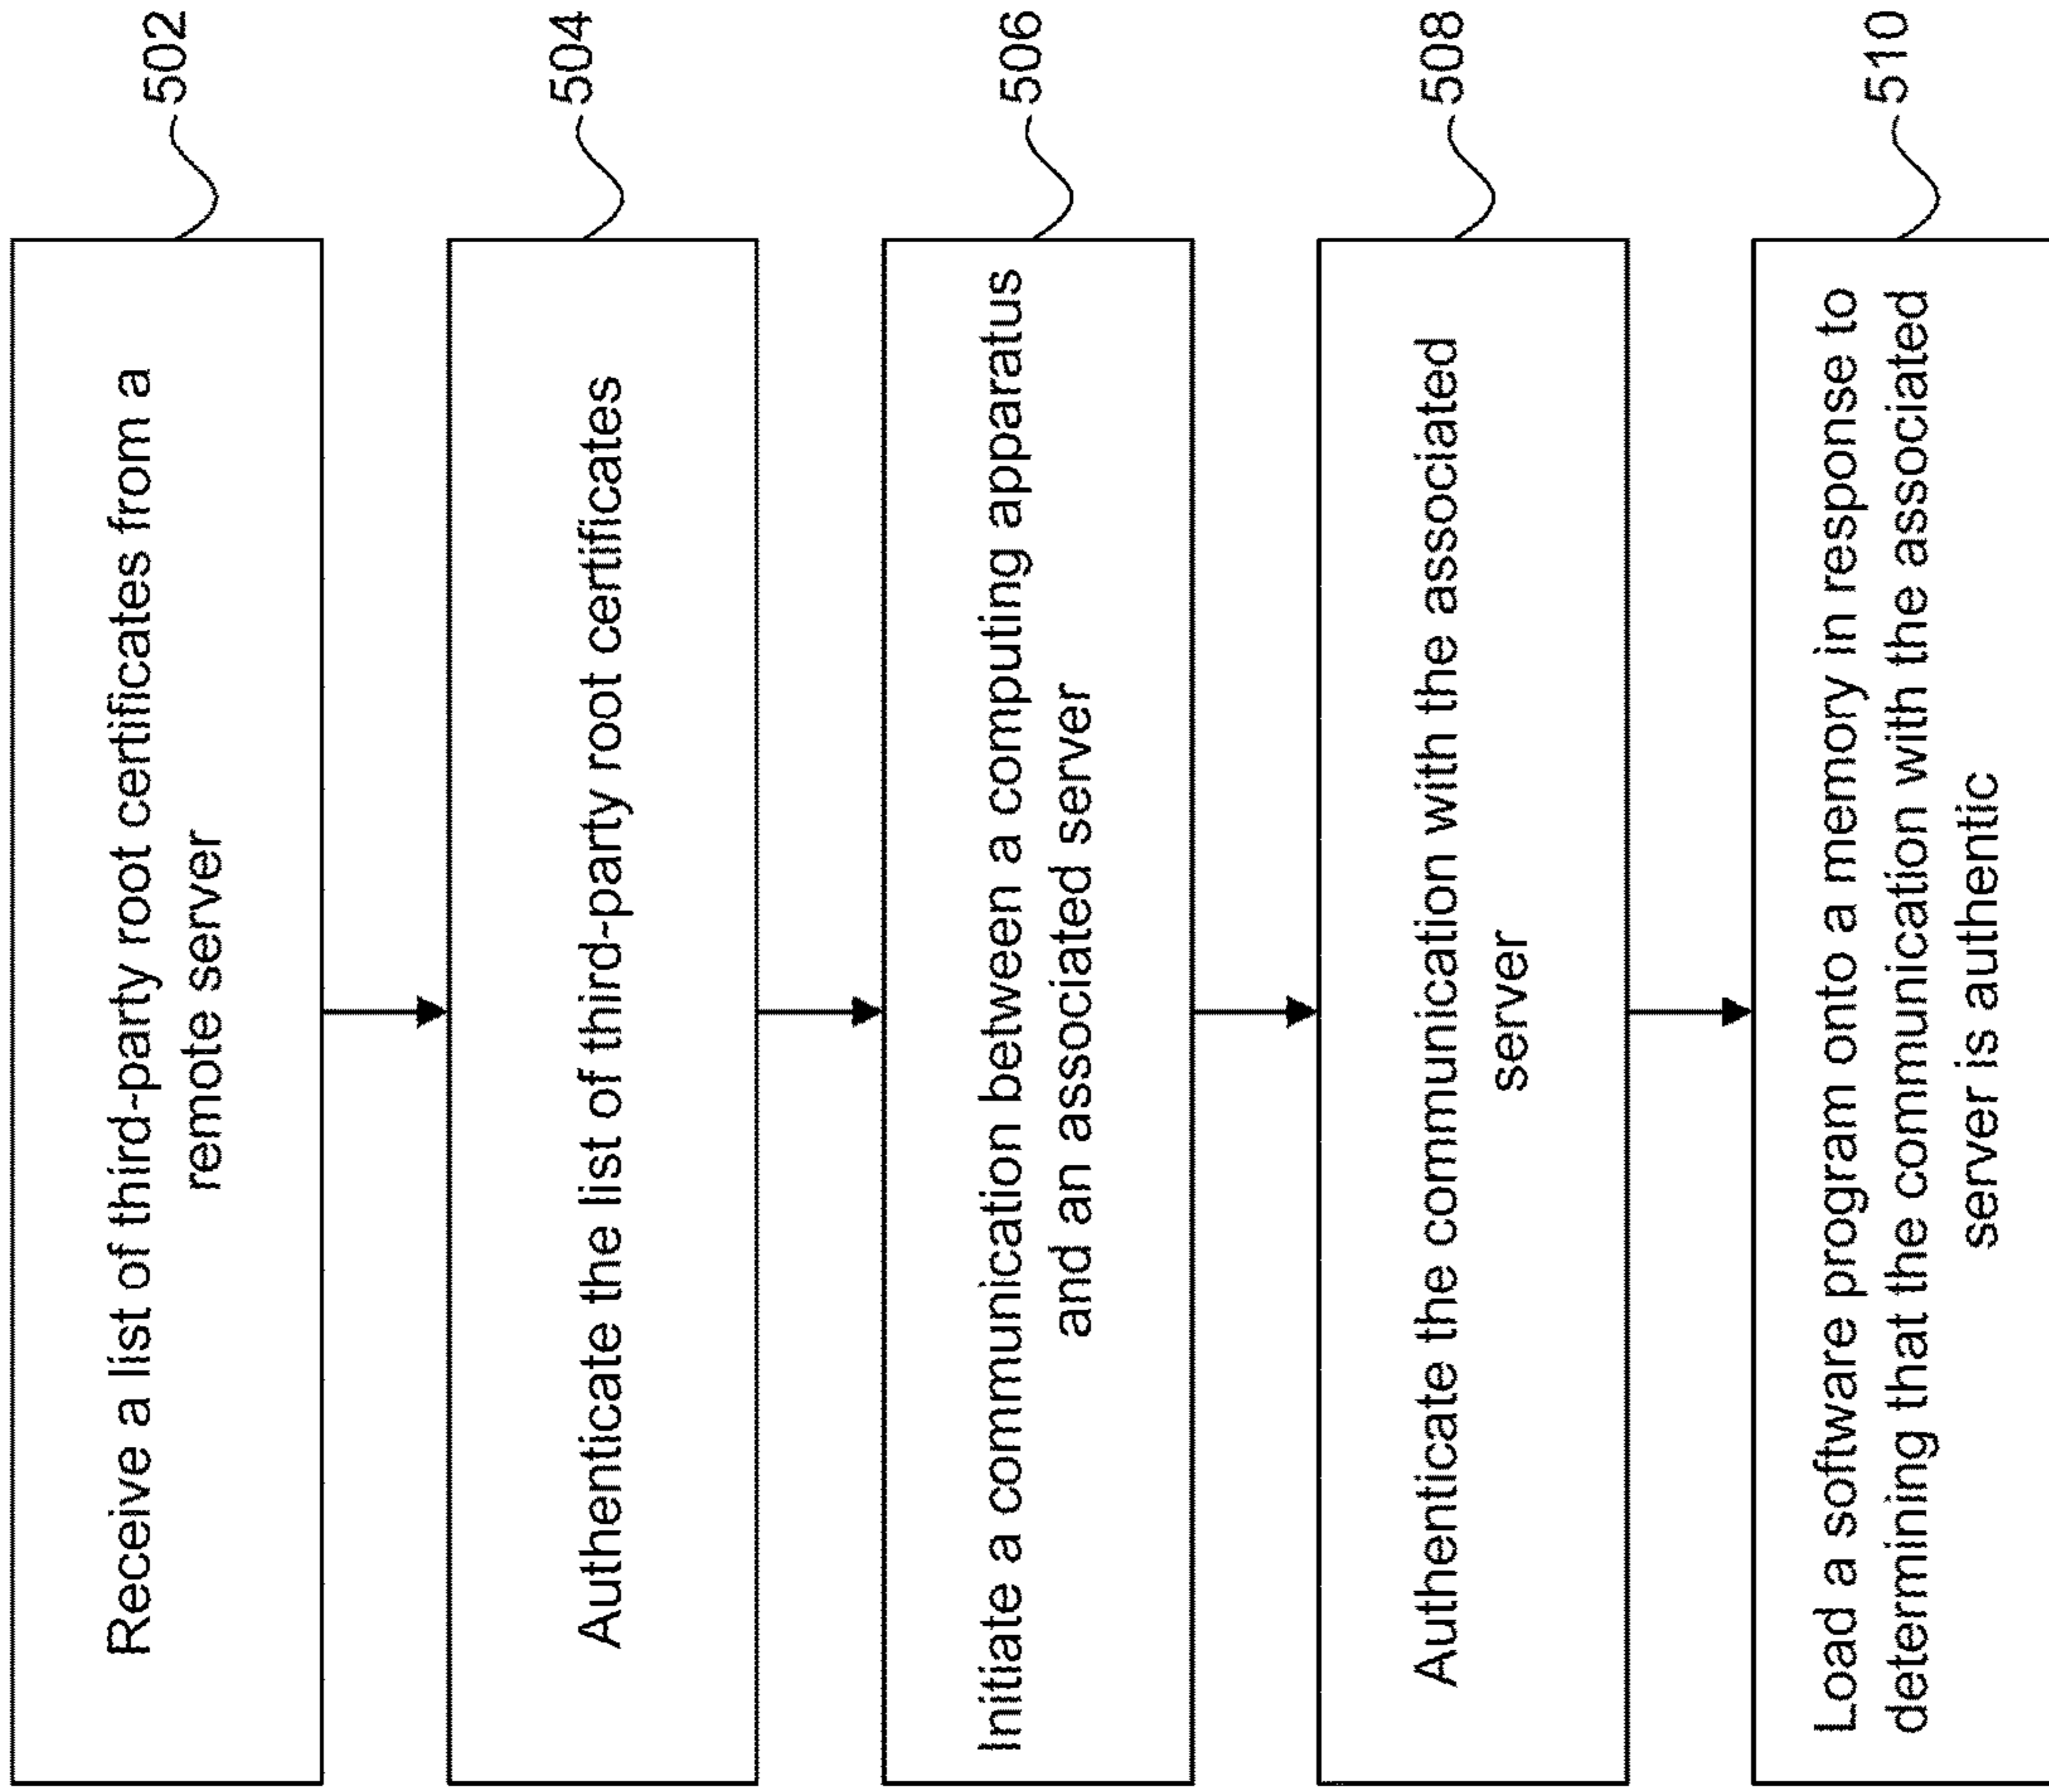 Receive a list of third-party root certificates from a
remote server
502
Authenticate the list of third-party root certificates
504
Initiate a communication between a computing apparatus
and an associated server
506
Authenticate the communication with the associated
server
508
Load a software program onto a memory in response to
determining that the communication with the associated
server is authentic
510